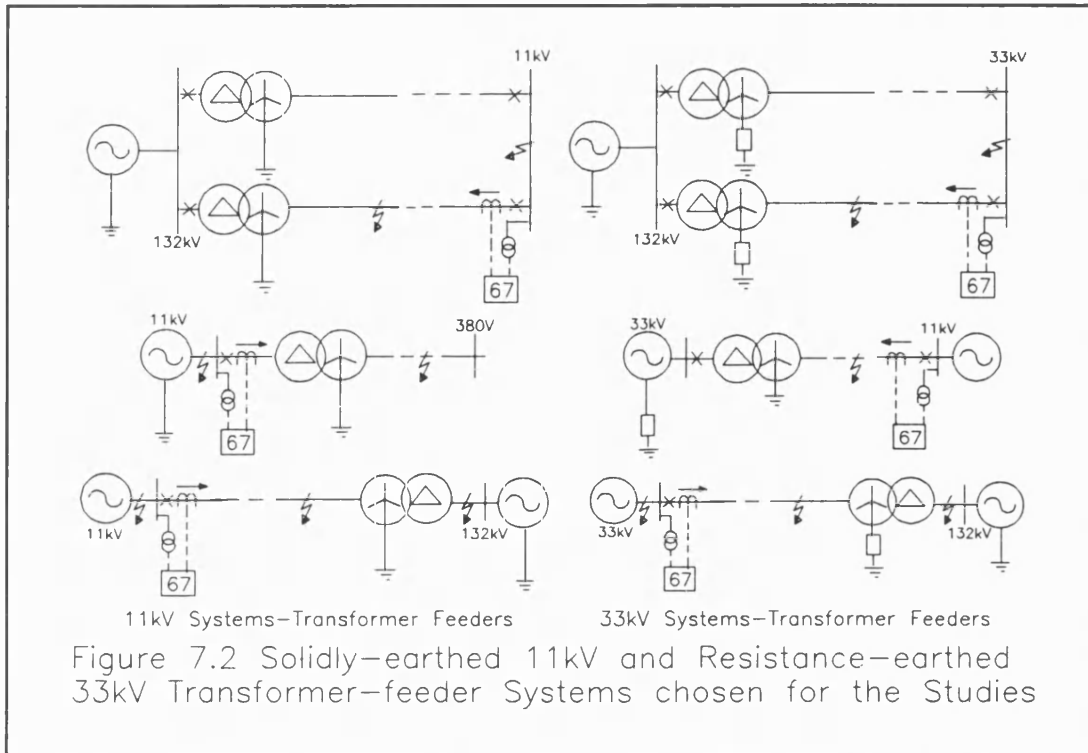 11kV
132kV
67
33kV
132kV
67
11kV
380V
67
33kV
11kV
67
11kV
132kV
67
33kV
132kV
67
11kV Systems-Transformer Feeders
33kV Systems-Transformer Feeders
Figure 7.2 Solidly-earthed 11kV and Resistance-earthed
33kV Transformer-feeder Systems chosen for the Studies